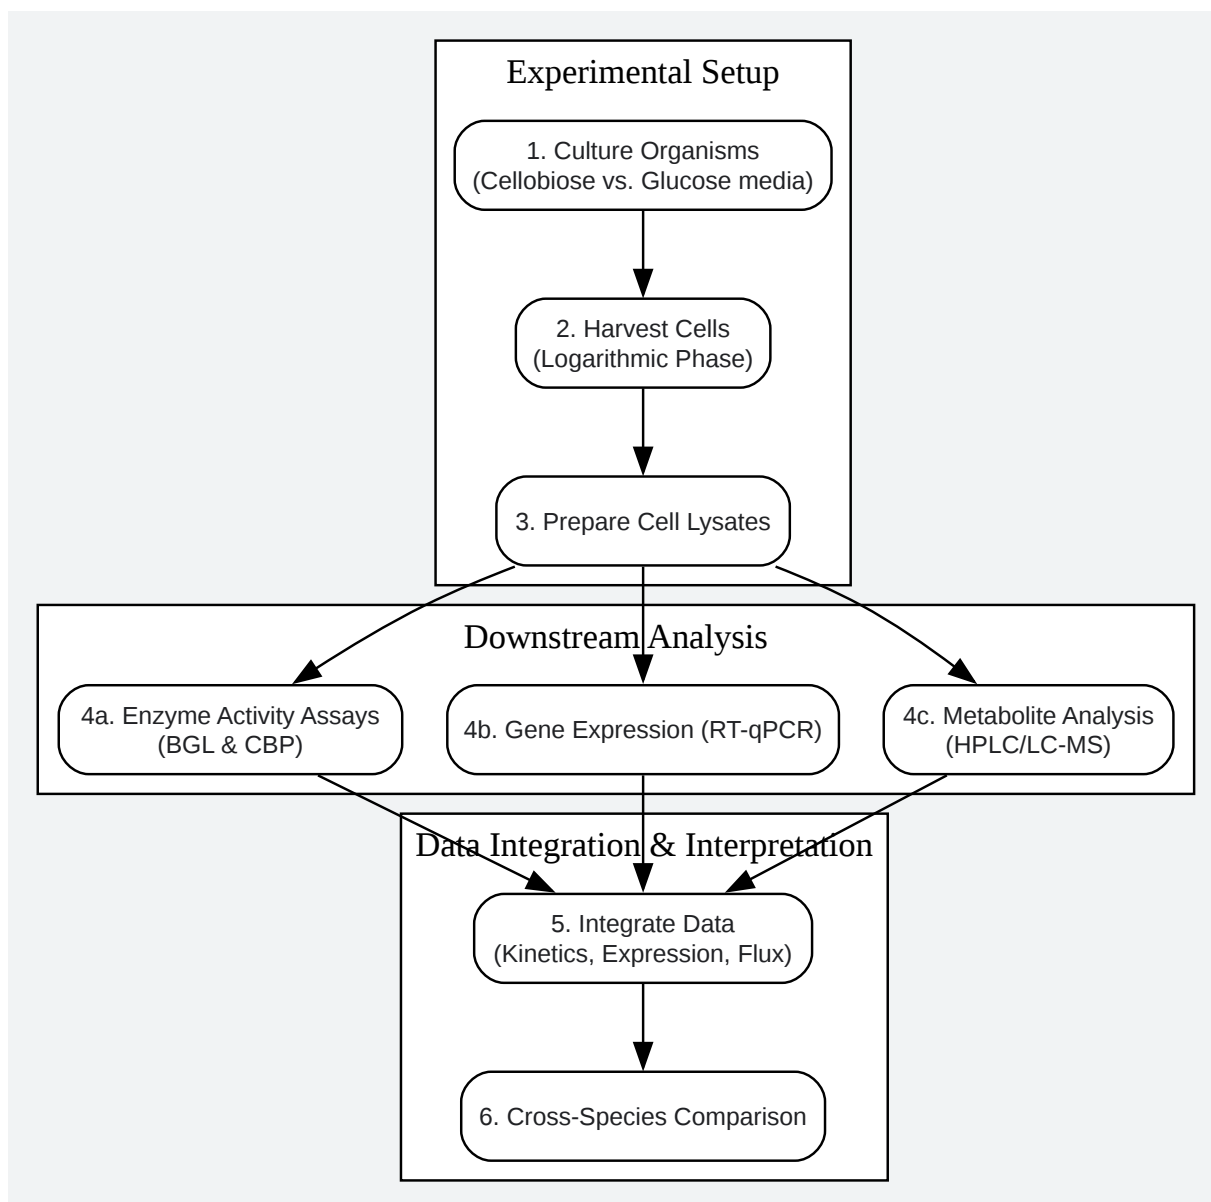 Experimental Setup
1. Culture Organisms
(Cellobiose vs. Glucose media)
2. Harvest Cells
(Logarithmic Phase)
3. Prepare Cell Lysates
Downstream Analysis
4a. Enzyme Activity Assays
(BGL & CBP)
4b. Gene Expression (RT-qPCR)
4c. Metabolite Analysis
(HPLC/LC-MS)
Data Integration & Interpretation
5. Integrate Data
(Kinetics, Expression, Flux)
6. Cross-Species Comparison